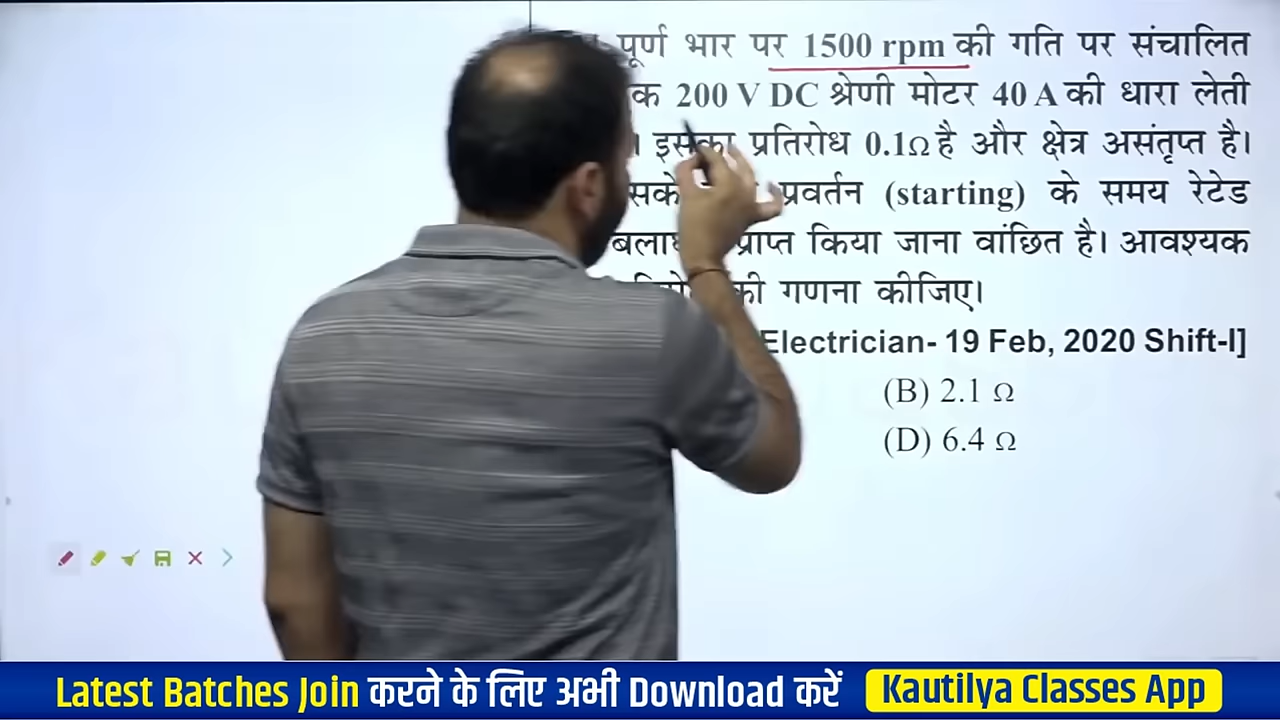 पूर्ण भार पर 1500 rpm की गति पर संचालित
200 V DC श्रेणी मोटर 40 A की धारा लेती
। इसका प्रतिरोध 0.1Ω है और क्षेत्र असंतृप्त है।
प्रवर्तन (starting) के समय रेटेड
प्राप्त किया जाना वांछित है। आवश्यक
की गणना कीजिए।
Electrician- 19 Feb, 2020 Shift-I]
(B) 2.1 Ω
(D) 6.4 Ω
Latest Batches Join करने के लिए अभी Download करें Kautilya Classes App